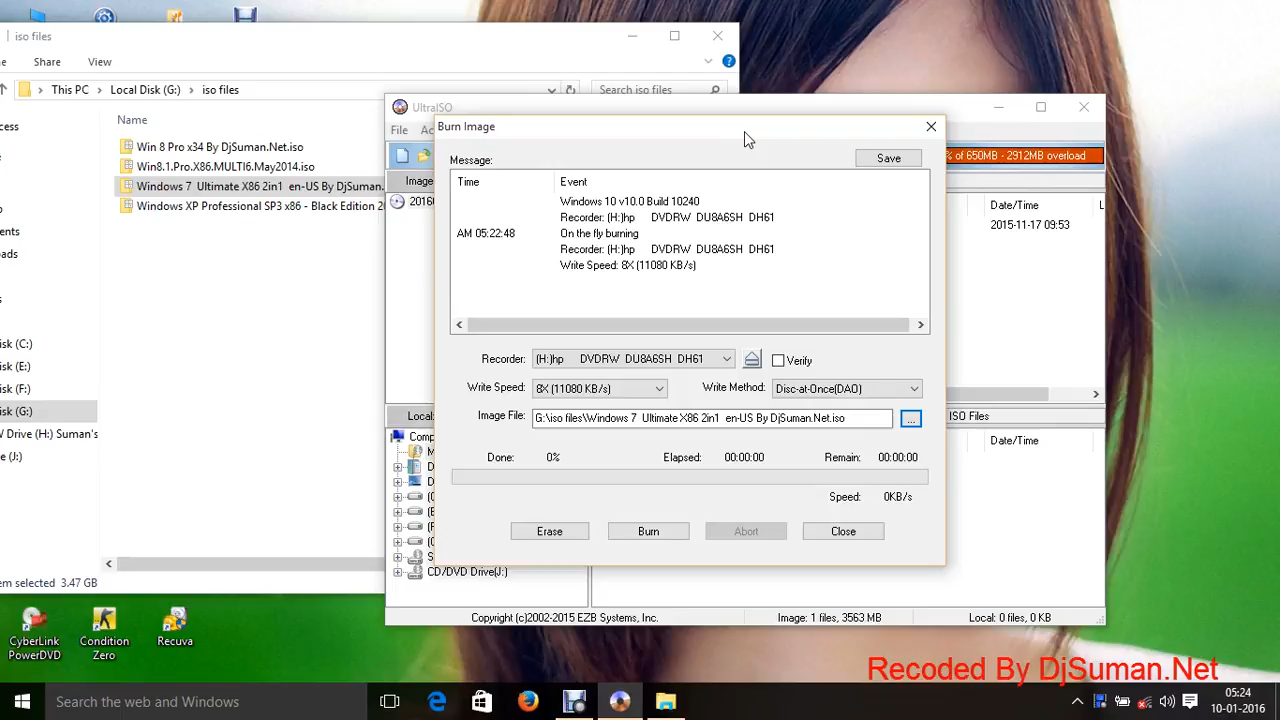 iso files
Share View
This PC Local Disk (G:) iso files Search iso files
Name
Win 8 Pro x34 By DjSuman.Net.iso
Win8.1.Pro.X86.MULTI6.May2014.iso
Windows 7 Ultimate X86 2in1 en-US By DjSuman.
Windows XP Professional SP3 x86 - Black Edition 2
isk (C:)
isk (E:)
isk (F:)
isk (G:)
W Drive (H:) Suman's
e (J:)
em selected 3.47 GB
UltraISO
File Ac
% of 650MB - 2912MB overload
Image
2016
Date/Time
2015-11-17 09:53
Burn Image
Message: Save
Time Event
Windows 10 v10.0 Build 10240
Recorder: (H:)hp DVDRW DU8A6SH DH61
AM 05:22:48 On the fly burning
Recorder: (H:)hp DVDRW DU8A6SH DH61
Write Speed: 8X (11080 KB/s)
Recorder: (H:)hp DVDRW DU8A6SH DH61 Verify
Write Speed: 8X (11080 KB/s) Write Method: Disc-at-Once(DAO)
Image File: G:\iso files\Windows 7 Ultimate X86 2in1 en-US By DjSuman.Net.iso ...
Done: 0% Elapsed: 00:00:00 Remain: 00:00:00
Speed: 0KB/s
Erase Burn Abort Close
Local: ISO Files
Comp
Date/Time
CD/DVD Drive(J:)
Copyright (c)2002-2015 EZB Systems, Inc. Image: 1 files, 3563 MB Local: 0 files, 0 KB
CyberLink PowerDVD
Condition Zero
Recuva
Recoded By DjSuman.Net
Search the web and Windows
05:24
10-01-2016